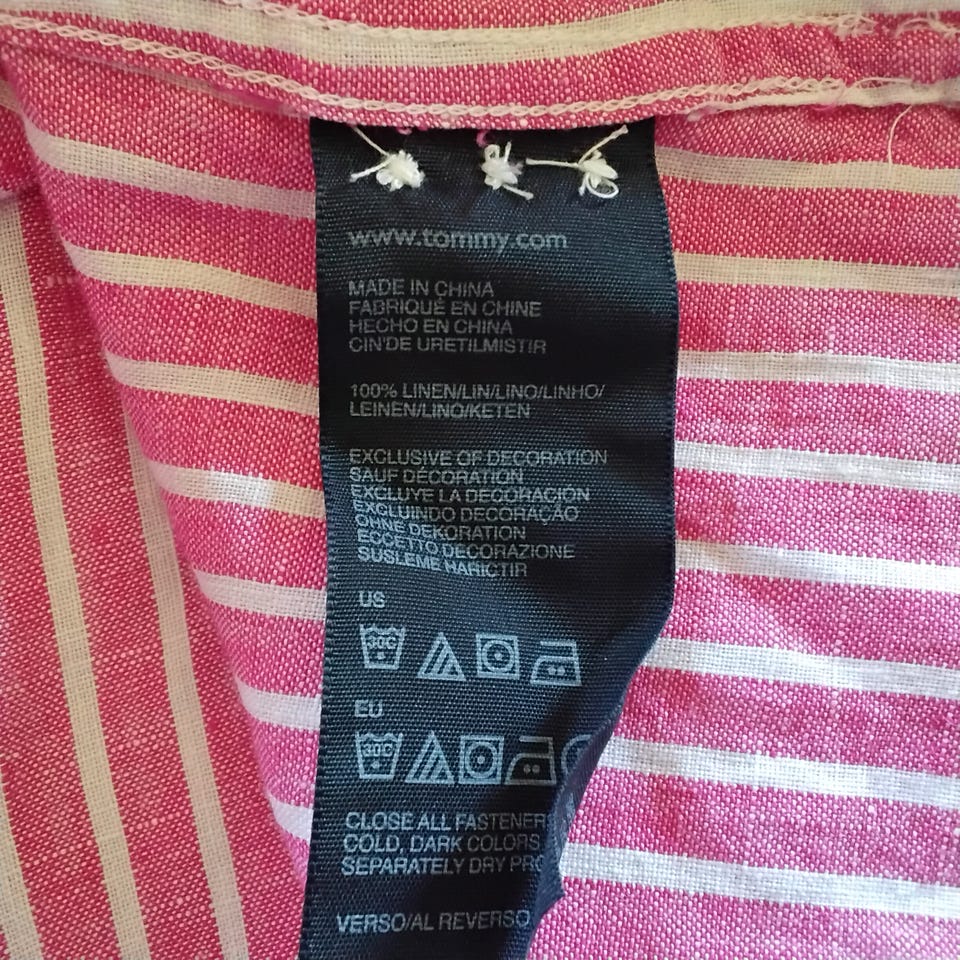 www.tommy.com
MADE IN CHINA
FABRIQUÉ EN CHINE
HECHO EN CHINA
CIN'DE URETILMISTIR
100% LINEN/LIN/LINO/LINHO/
LEINEN/LINO/KETEN
EXCLUSIVE OF DECORATION
SAUF DÉCORATION
EXCLUYE LA DECORACIÓN
EXCLUINDO DECORAÇÃO
OHNE DEKORATION
ECCETTO DECORAZIONE
SUSLEME HARICTIR
US
30C
EU
30C
CLOSE ALL FASTENER
COLD, DARK COLORS
SEPARATELY DRY
VERSO/AL REVERSO